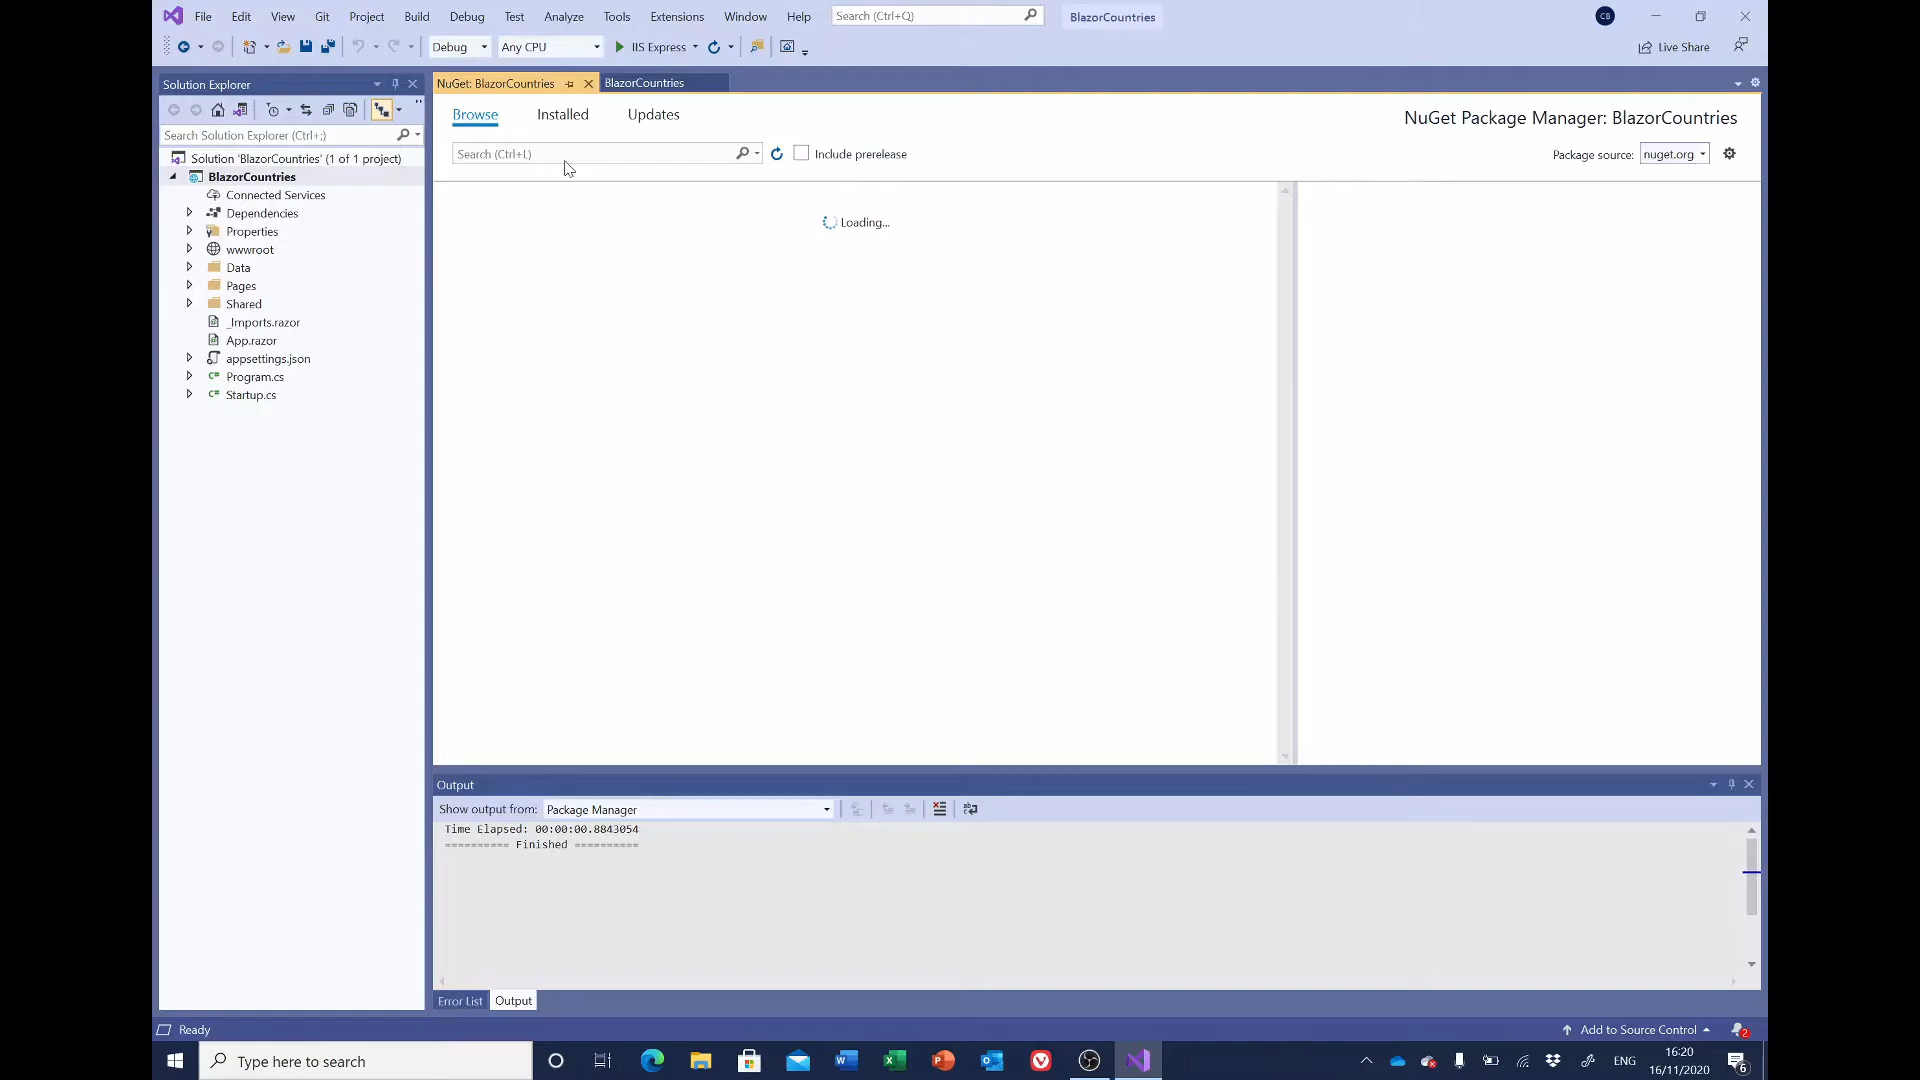 File Edit View Git Project Build Debug Test Analyze Tools Extensions Window Help Search (Ctrl+Q) BlazorCountries CB
Debug Any CPU IIS Express Live Share
Solution Explorer
Search Solution Explorer (Ctrl+;)
Solution 'BlazorCountries' (1 of 1 project)
BlazorCountries
Connected Services
Dependencies
Properties
wwwroot
Data
Pages
Shared
_Imports.razor
App.razor
appsettings.json
C# Program.cs
C# Startup.cs
NuGet: BlazorCountries BlazorCountries
Browse Installed Updates
NuGet Package Manager: BlazorCountries
Search (Ctrl+L) Include prerelease
Package source: nuget.org
Loading...
Output
Show output from: Package Manager
Time Elapsed: 00:00:00.8843054
========== Finished ==========
Error List Output
Ready Add to Source Control 2
Type here to search
ENG
16:20
16/11/2020
6